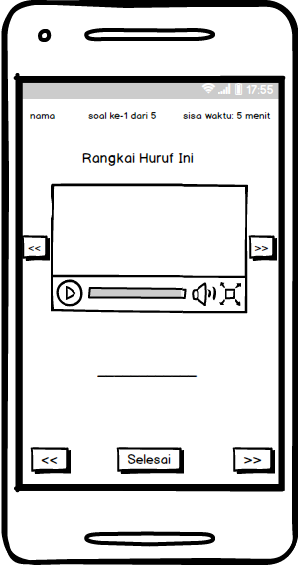 17:55
nama soal ke-1 dari 5 sisa waktu: 5 menit
Rangkai Huruf Ini
<< >>
<< Selesai >>